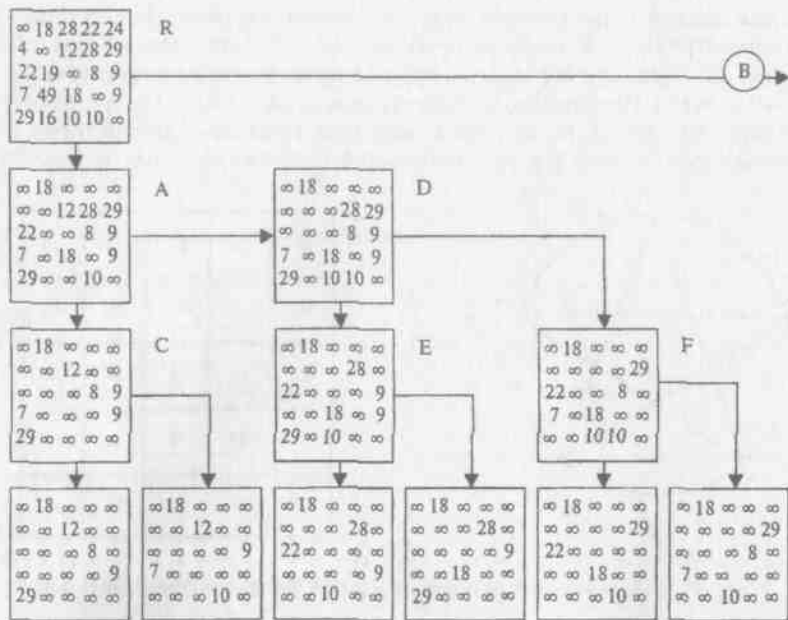 ∞ 18 28 22 24
4 ∞ 12 28 29
22 19 ∞ 8 9
7 49 18 ∞ 9
29 16 10 10 ∞
R
B
∞ 18 ∞ ∞ ∞
∞ ∞ 12 28 29
22 ∞ ∞ 8 9
7 ∞ 18 ∞ 9
29 ∞ ∞ 10 ∞
A
∞ 18 ∞ ∞ ∞
∞ ∞ ∞ 28 29
∞ ∞ ∞ 8 9
7 ∞ 18 ∞ 9
29 ∞ 10 10 ∞
D
∞ 18 ∞ ∞ ∞
∞ ∞ 12 ∞ ∞
∞ ∞ ∞ 8 9
7 ∞ ∞ ∞ 9
29 ∞ ∞ ∞ ∞
C
∞ 18 ∞ ∞ ∞
∞ ∞ ∞ 28 ∞
22 ∞ ∞ ∞ 9
∞ ∞ 18 ∞ 9
29 ∞ 10 ∞ ∞
E
∞ 18 ∞ ∞ ∞
∞ ∞ ∞ ∞ 29
22 ∞ ∞ 8 ∞
7 ∞ 18 ∞ ∞
∞ ∞ 10 10 ∞
F
∞ 18 ∞ ∞ ∞
∞ ∞ 12 ∞ ∞
∞ ∞ ∞ 8 ∞
∞ ∞ ∞ ∞ 9
29 ∞ ∞ ∞ ∞
∞ 18 ∞ ∞ ∞
∞ ∞ 12 ∞ ∞
∞ ∞ ∞ ∞ 9
7 ∞ ∞ ∞ ∞
∞ ∞ ∞ 10 ∞
∞ 18 ∞ ∞ ∞
∞ ∞ ∞ 28 ∞
22 ∞ ∞ ∞ ∞
∞ ∞ ∞ ∞ 9
∞ ∞ 10 ∞ ∞
∞ 18 ∞ ∞ ∞
∞ ∞ ∞ 28 ∞
∞ ∞ ∞ ∞ 9
∞ ∞ 18 ∞ ∞
29 ∞ ∞ ∞ ∞
∞ 18 ∞ ∞ ∞
∞ ∞ ∞ ∞ 29
22 ∞ ∞ ∞ ∞
∞ ∞ 18 ∞ ∞
∞ ∞ ∞ 10 ∞
∞ 18 ∞ ∞ ∞
∞ ∞ ∞ ∞ 29
∞ ∞ ∞ 8 ∞
7 ∞ ∞ ∞ ∞
∞ ∞ 10 ∞ ∞